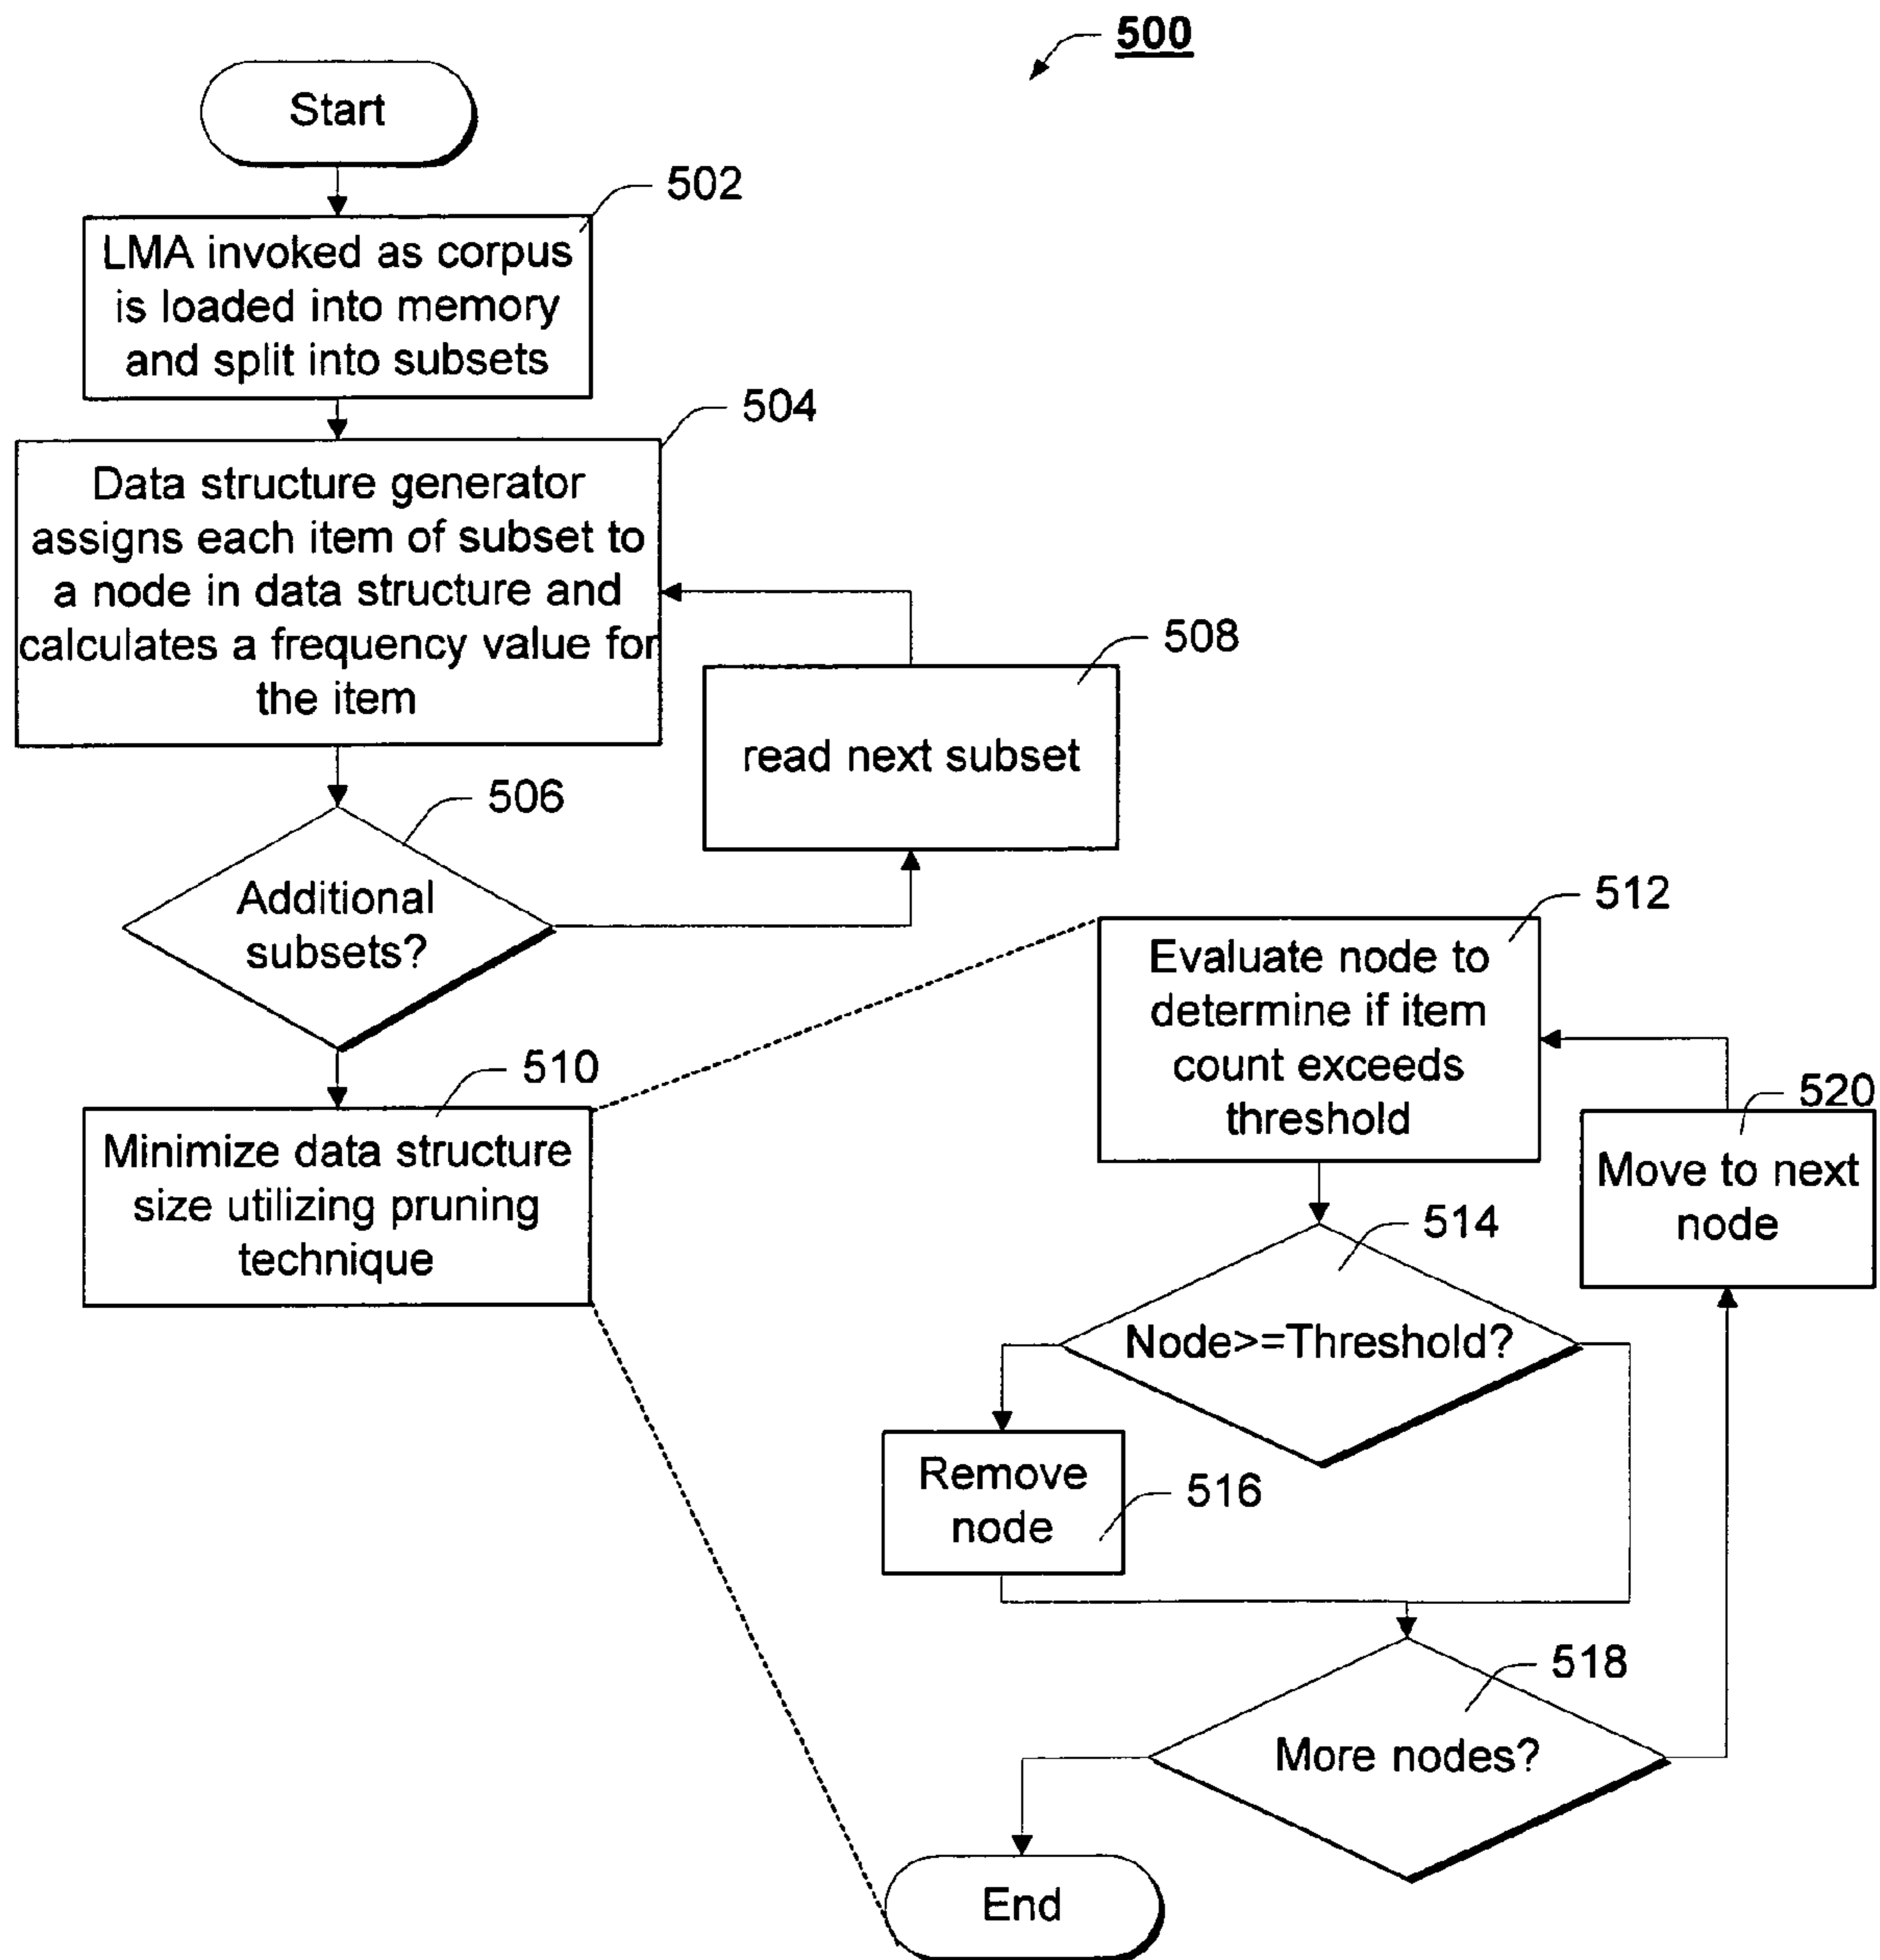 500
Start
502
LMA invoked as corpus
is loaded into memory
and split into subsets
504
Data structure generator
assigns each item of subset to
a node in data structure and
calculates a frequency value for
the item
508
read next subset
506
Additional
subsets?
510
Minimize data structure
size utilizing pruning
technique
512
Evaluate node to
determine if item
count exceeds
threshold
520
Move to next
node
514
Node>=Threshold?
Remove
node
516
518
More nodes?
End